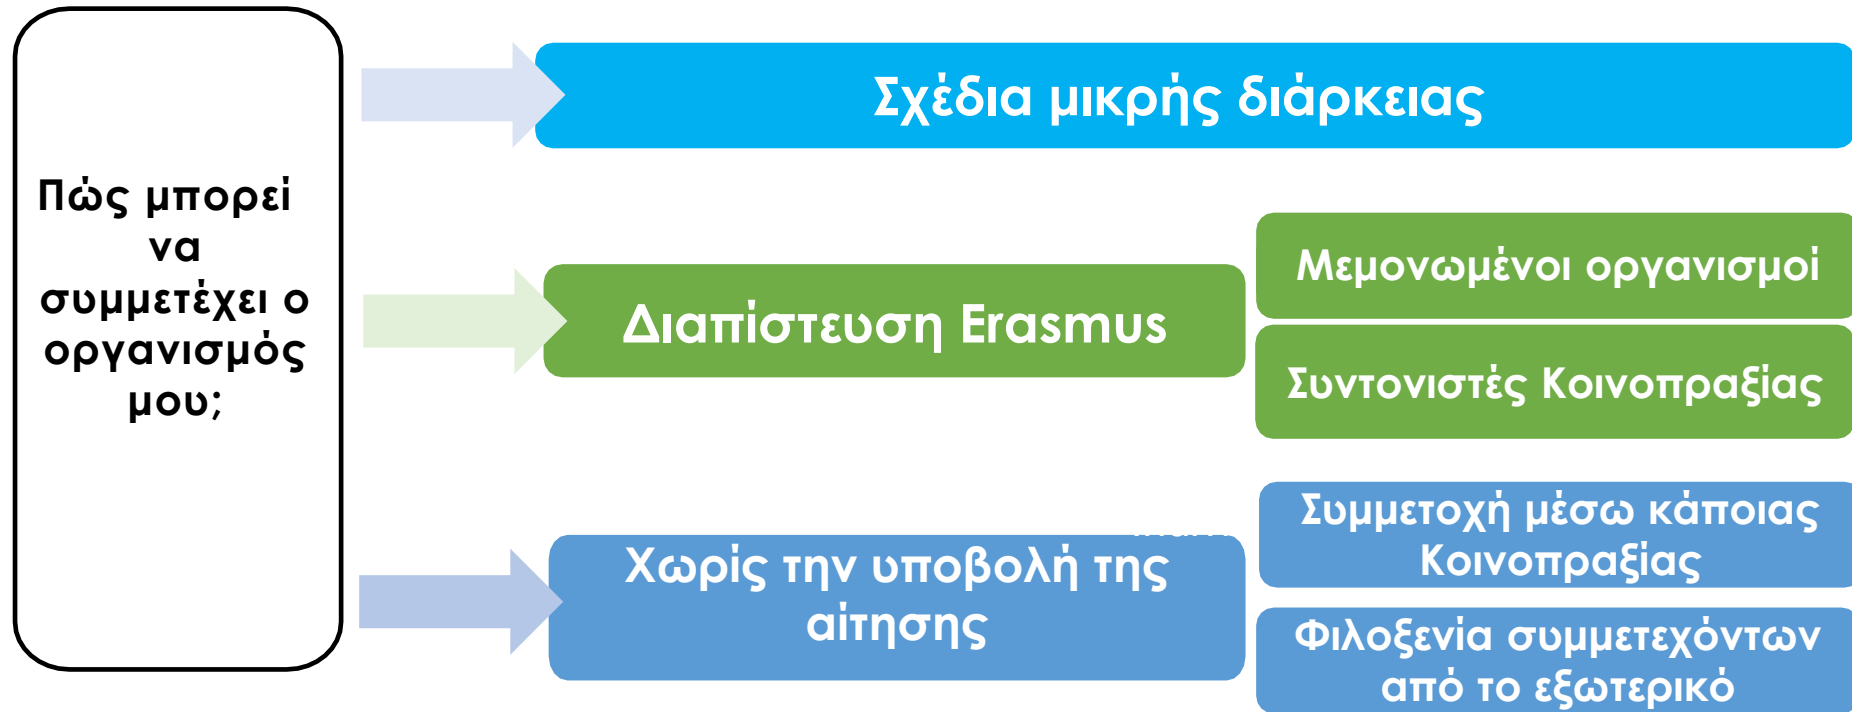 Πώς μπορεί
να
συμμετέχει ο
οργανισμός
μου;
Σχέδια μικρής διάρκειας
Διαπίστευση Erasmus
Μεμονωμένοι οργανισμοί
Συντονιστές Κοινοπραξίας
Χωρίς την υποβολή της
αίτησης
Συμμετοχή μέσω κάποιας
Κοινοπραξίας
Φιλοξενία συμμετεχόντων
από το εξωτερικό